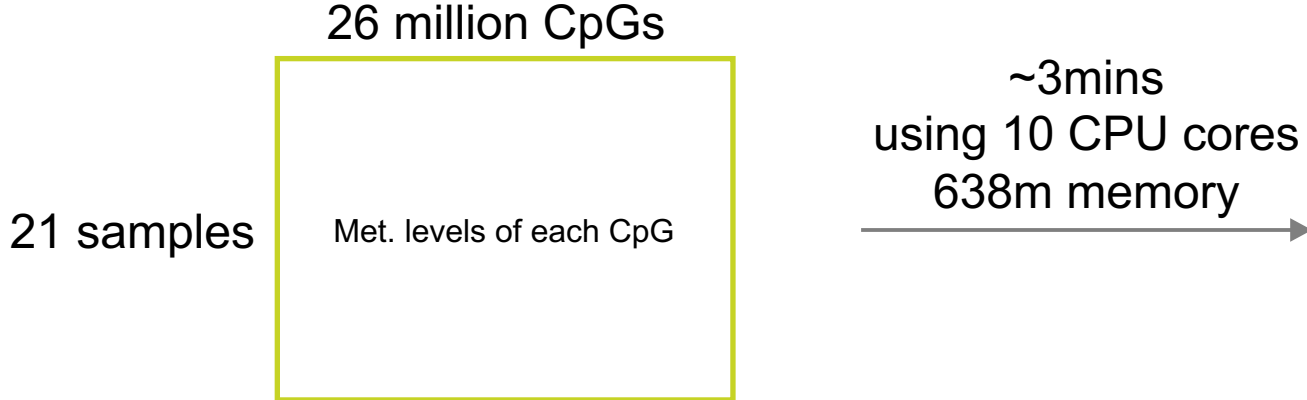 26 million CpGs
21 samples
Met. levels of each CpG
~3mins
using 10 CPU cores
638m memory